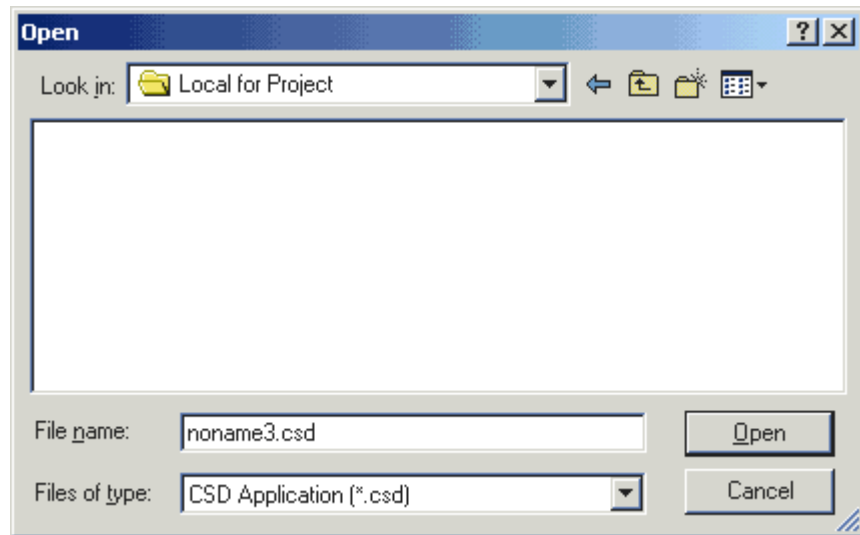 Open
Look in: Local for Project
File name: noname3.csd Open
Files of type: CSD Application (*.csd) Cancel